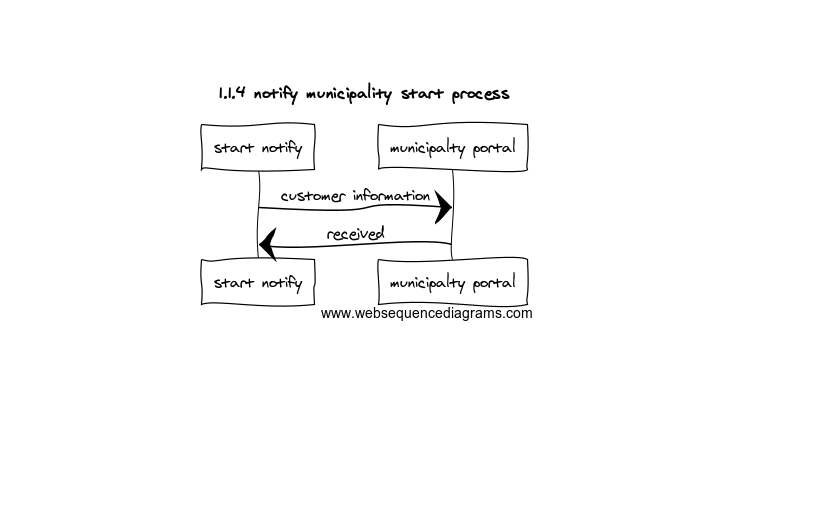 1.1.4 notify municipality start process
start notify
municipalty portal
customer information
received
start notify
municipalty portal
www.websequencediagrams.com